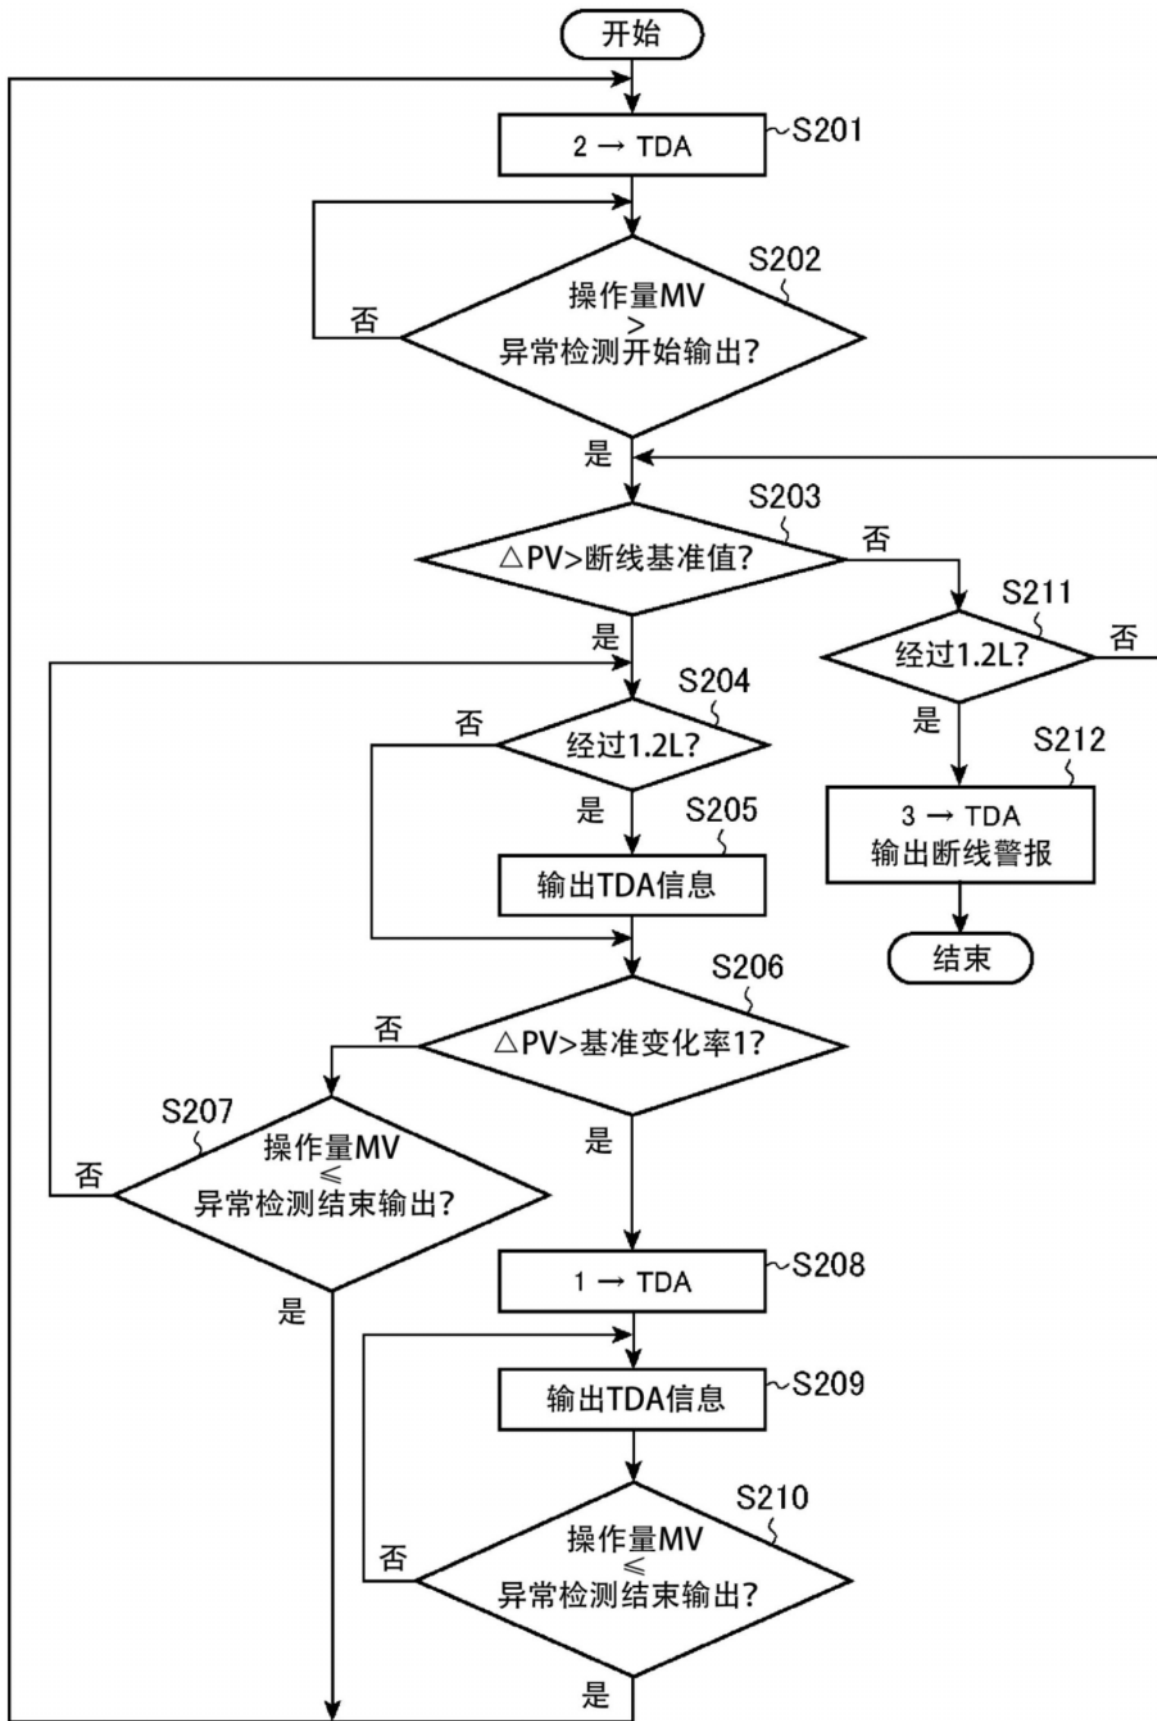 开始
2 → TDA
S201
S202
操作量MV
>
异常检测开始输出?
否
是
S203
△PV>断线基准值?
否
是
S211
经过1.2L?
否
是
S204
否
经过1.2L?
是
S212
3 → TDA
输出断线警报
S205
输出TDA信息
结束
S206
否
△PV>基准变化率1?
是
S207
操作量MV
≤
异常检测结束输出?
否
是
S208
1 → TDA
S209
输出TDA信息
S210
操作量MV
≤
异常检测结束输出?
否
是